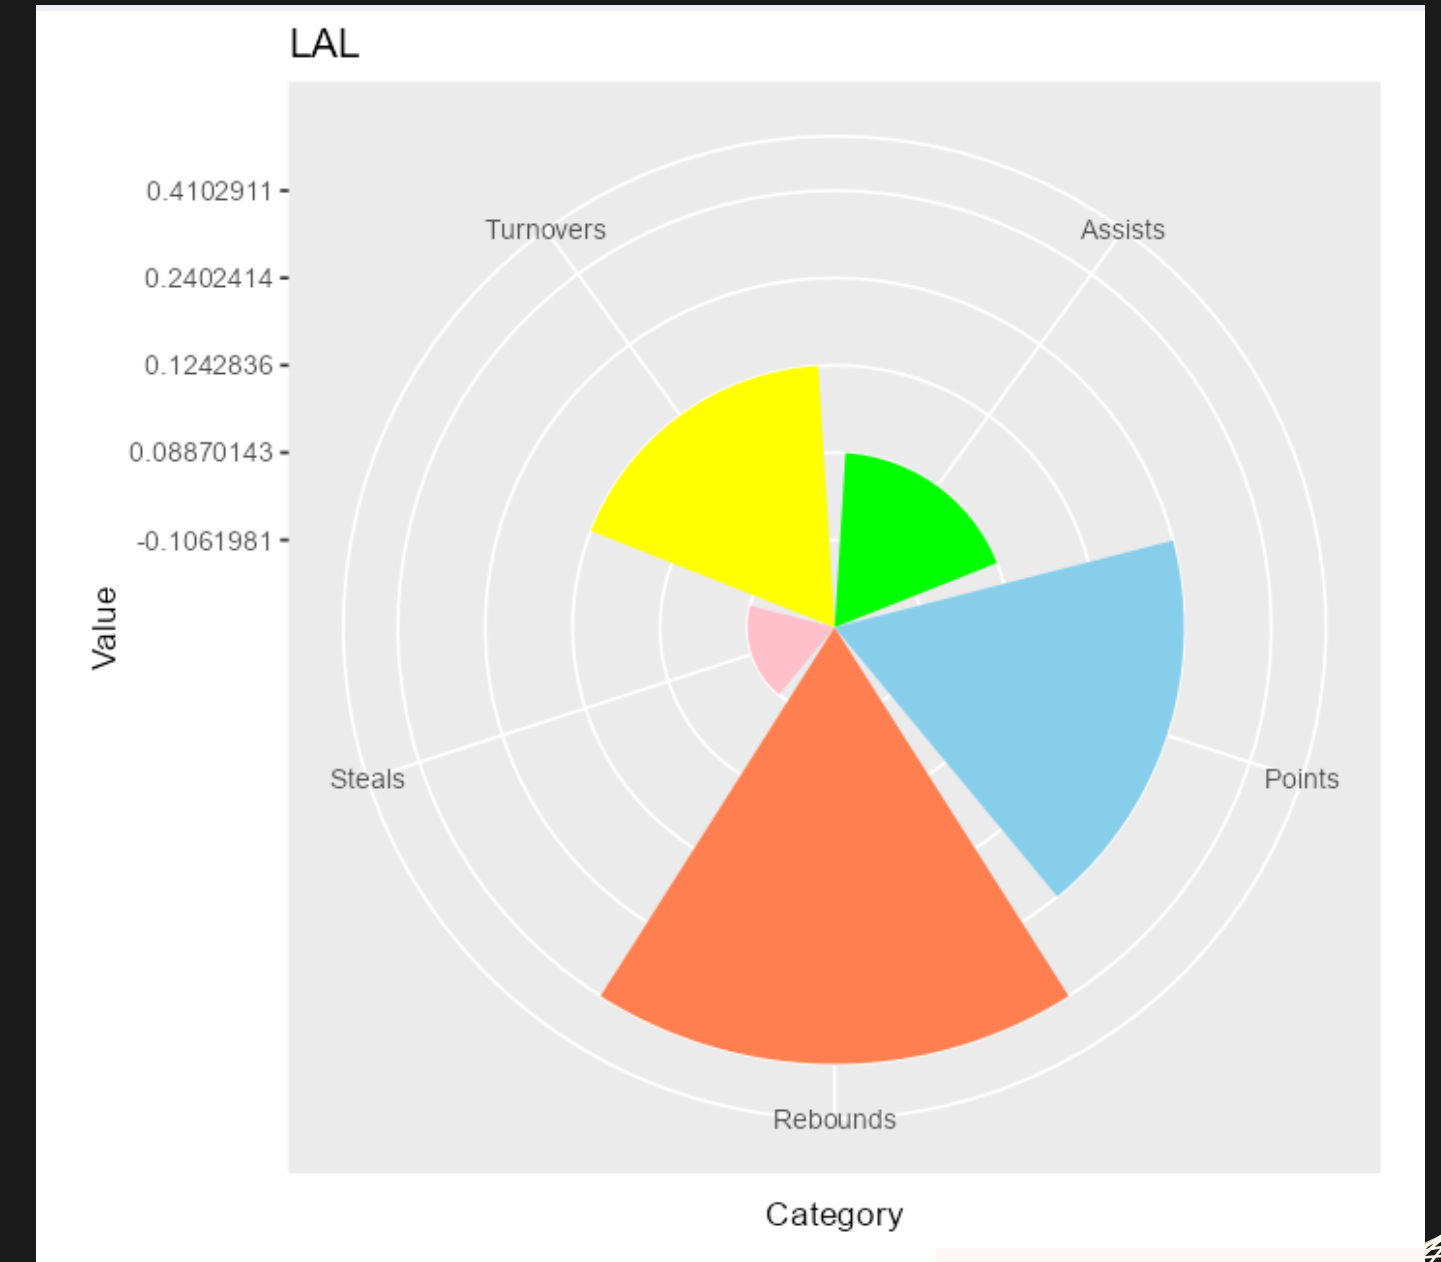 LAL
0.4102911
Turnovers
Assists
0.2402414
0.1242836
0.08870143
-0.1061981
Value
Steals
Points
Rebounds
Category